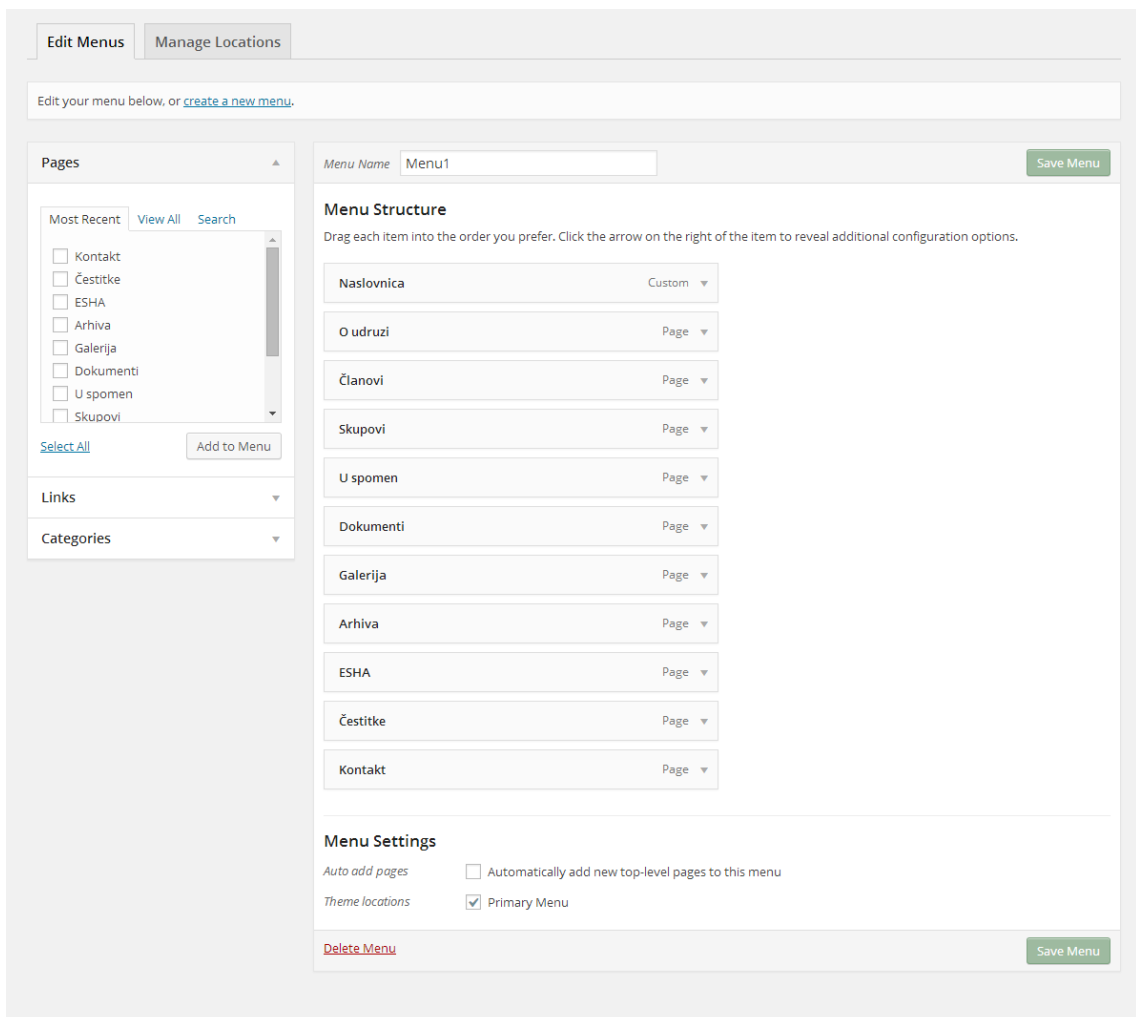 Edit Menus Manage Locations
Edit your menu below, or create a new menu.
Pages
Most Recent View All Search
Kontakt
Čestitke
ESHA
Arhiva
Galerija
Dokumenti
U spomen
Skupovi
Select All Add to Menu
Links
Categories
Menu Name Menu1 Save Menu
Menu Structure
Drag each item into the order you prefer. Click the arrow on the right of the item to reveal additional configuration options.
Naslovnica Custom
O udruzi Page
Članovi Page
Skupovi Page
U spomen Page
Dokumenti Page
Galerija Page
Arhiva Page
ESHA Page
Čestitke Page
Kontakt Page
Menu Settings
Auto add pages Automatically add new top-level pages to this menu
Theme locations Primary Menu
Delete Menu Save Menu